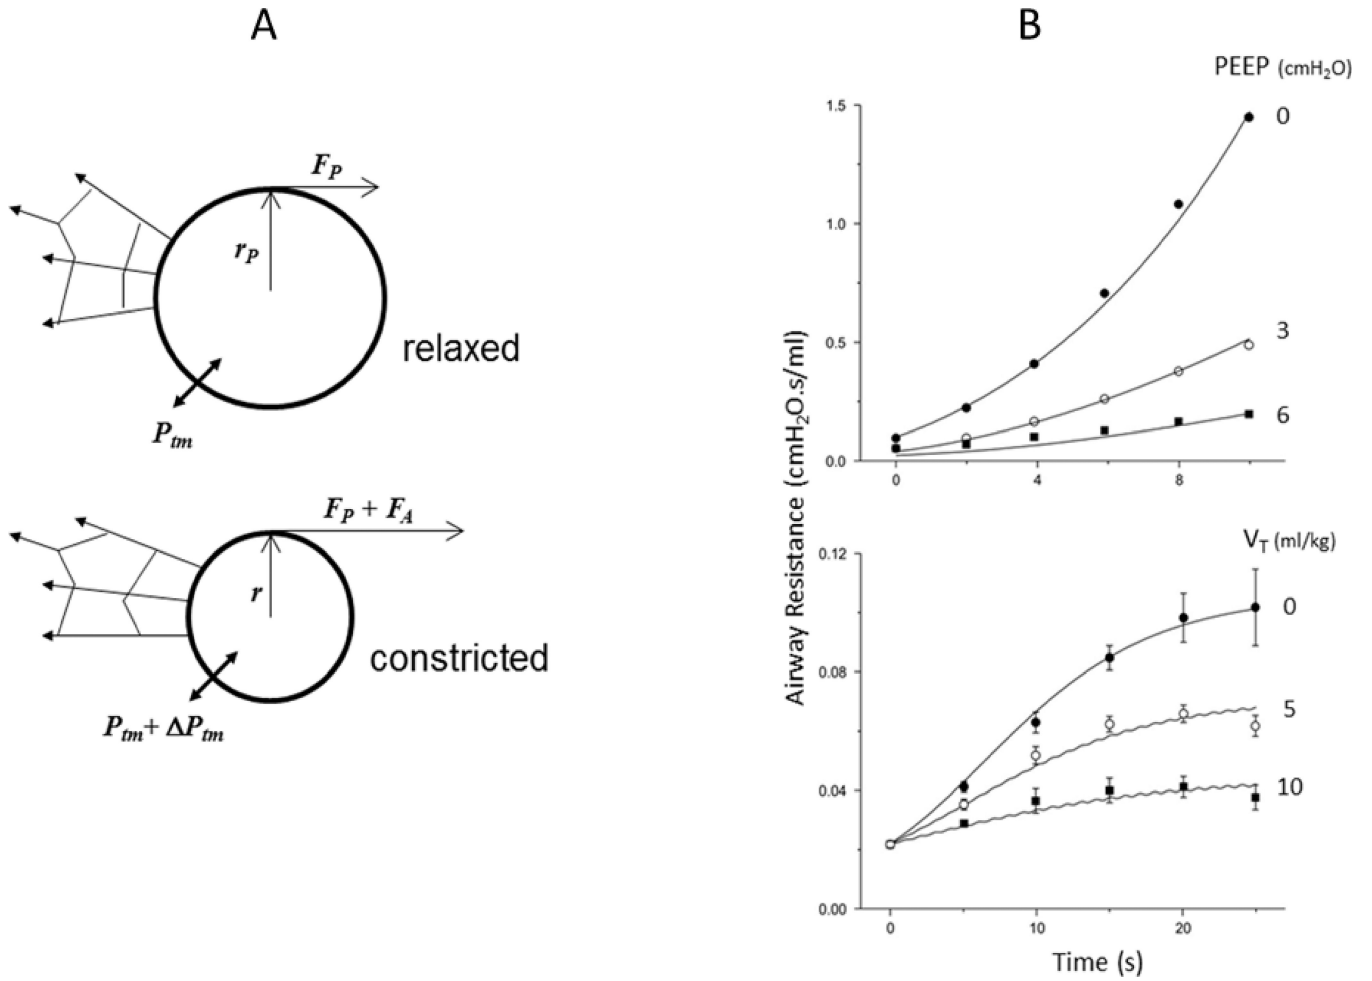 A
F_P
r_P
relaxed
P_tm
F_P + F_A
r
constricted
P_tm + ΔP_tm
B
PEEP (cmH₂O)
1.5
0
1.0
3
0.5
6
0.0
0 4 8
Airway Resistance (cmH₂O.s/ml)
V_T (ml/kg)
0.12
0
0.08
5
0.04
10
0.00
0 10 20
Time (s)